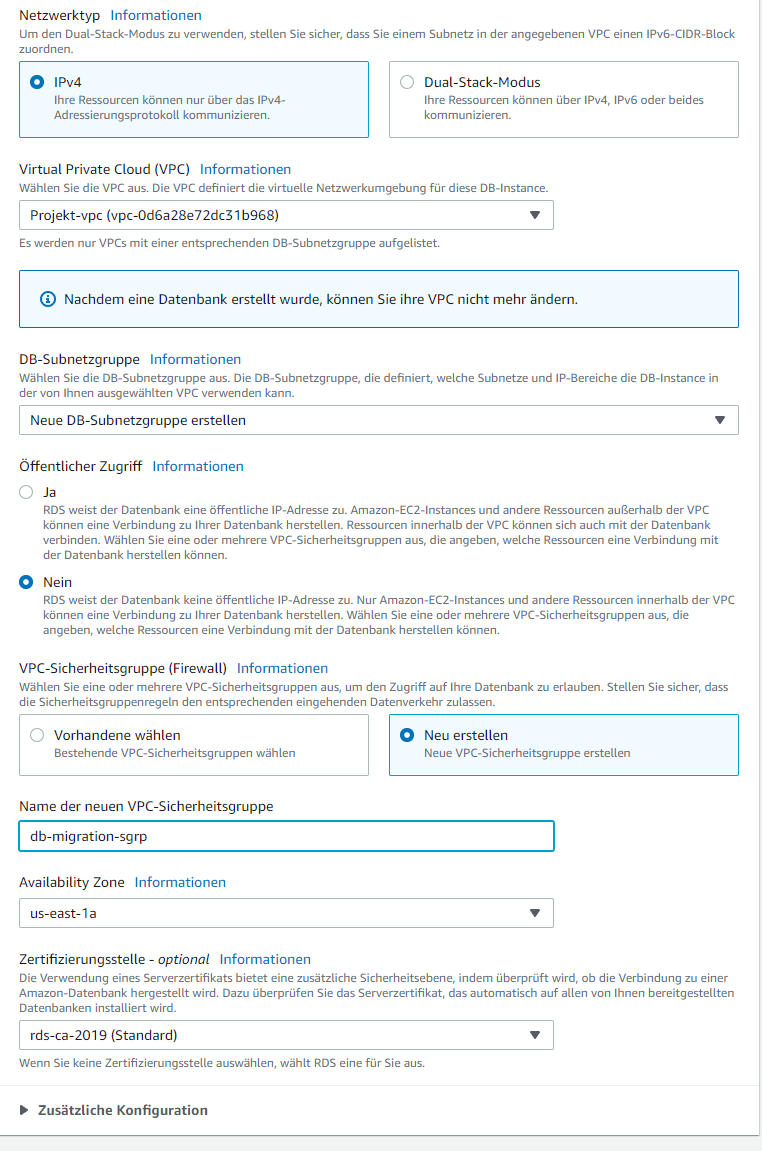 Netzwerktyp Informationen
Um den Dual-Stack-Modus zu verwenden, stellen Sie sicher, dass Sie einem Subnetz in der angegebenen VPC einen IPv6-CIDR-Block
zuordnen.
IPv4
Ihre Ressourcen können nur über das IPv4-
Adressierungsprotokoll kommunizieren.
Dual-Stack-Modus
Ihre Ressourcen können über IPv4, IPv6 oder beides
kommunizieren.
Virtual Private Cloud (VPC) Informationen
Wählen Sie die VPC aus. Die VPC definiert die virtuelle Netzwerkumgebung für diese DB-Instance.
Projekt-vpc (vpc-0d6a28e72dc31b968)
Es werden nur VPCs mit einer entsprechenden DB-Subnetzgruppe aufgelistet.
Nachdem eine Datenbank erstellt wurde, können Sie ihre VPC nicht mehr ändern.
DB-Subnetzgruppe Informationen
Wählen Sie die DB-Subnetzgruppe aus. Die DB-Subnetzgruppe, die definiert, welche Subnetze und IP-Bereiche die DB-Instance in
der von Ihnen ausgewählten VPC verwenden kann.
Neue DB-Subnetzgruppe erstellen
Öffentlicher Zugriff Informationen
Ja
RDS weist der Datenbank eine öffentliche IP-Adresse zu. Amazon-EC2-Instances und andere Ressourcen außerhalb der VPC
können eine Verbindung zu Ihrer Datenbank herstellen. Ressourcen innerhalb der VPC können sich auch mit der Datenbank
verbinden. Wählen Sie eine oder mehrere VPC-Sicherheitsgruppen aus, die angeben, welche Ressourcen eine Verbindung mit
der Datenbank herstellen können.
Nein
RDS weist der Datenbank keine öffentliche IP-Adresse zu. Nur Amazon-EC2-Instances und andere Ressourcen innerhalb der VPC
können eine Verbindung zu Ihrer Datenbank herstellen. Wählen Sie eine oder mehrere VPC-Sicherheitsgruppen aus, die
angeben, welche Ressourcen eine Verbindung mit der Datenbank herstellen können.
VPC-Sicherheitsgruppe (Firewall) Informationen
Wählen Sie eine oder mehrere VPC-Sicherheitsgruppen aus, um den Zugriff auf Ihre Datenbank zu erlauben. Stellen Sie sicher, dass
die Sicherheitsgruppenregeln den entsprechenden eingehenden Datenverkehr zulassen.
Vorhandene wählen
Bestehende VPC-Sicherheitsgruppen wählen
Neu erstellen
Neue VPC-Sicherheitsgruppe erstellen
Name der neuen VPC-Sicherheitsgruppe
db-migration-sgrp
Availability Zone Informationen
us-east-1a
Zertifizierungsstelle - optional Informationen
Die Verwendung eines Serverzertifikats bietet eine zusätzliche Sicherheitsebene, indem überprüft wird, ob die Verbindung zu einer
Amazon-Datenbank hergestellt wird. Dazu überprüfen Sie das Serverzertifikat, das automatisch auf allen von Ihnen bereitgestellten
Datenbanken installiert wird.
rds-ca-2019 (Standard)
Wenn Sie keine Zertifizierungsstelle auswählen, wählt RDS eine für Sie aus.
Zusätzliche Konfiguration